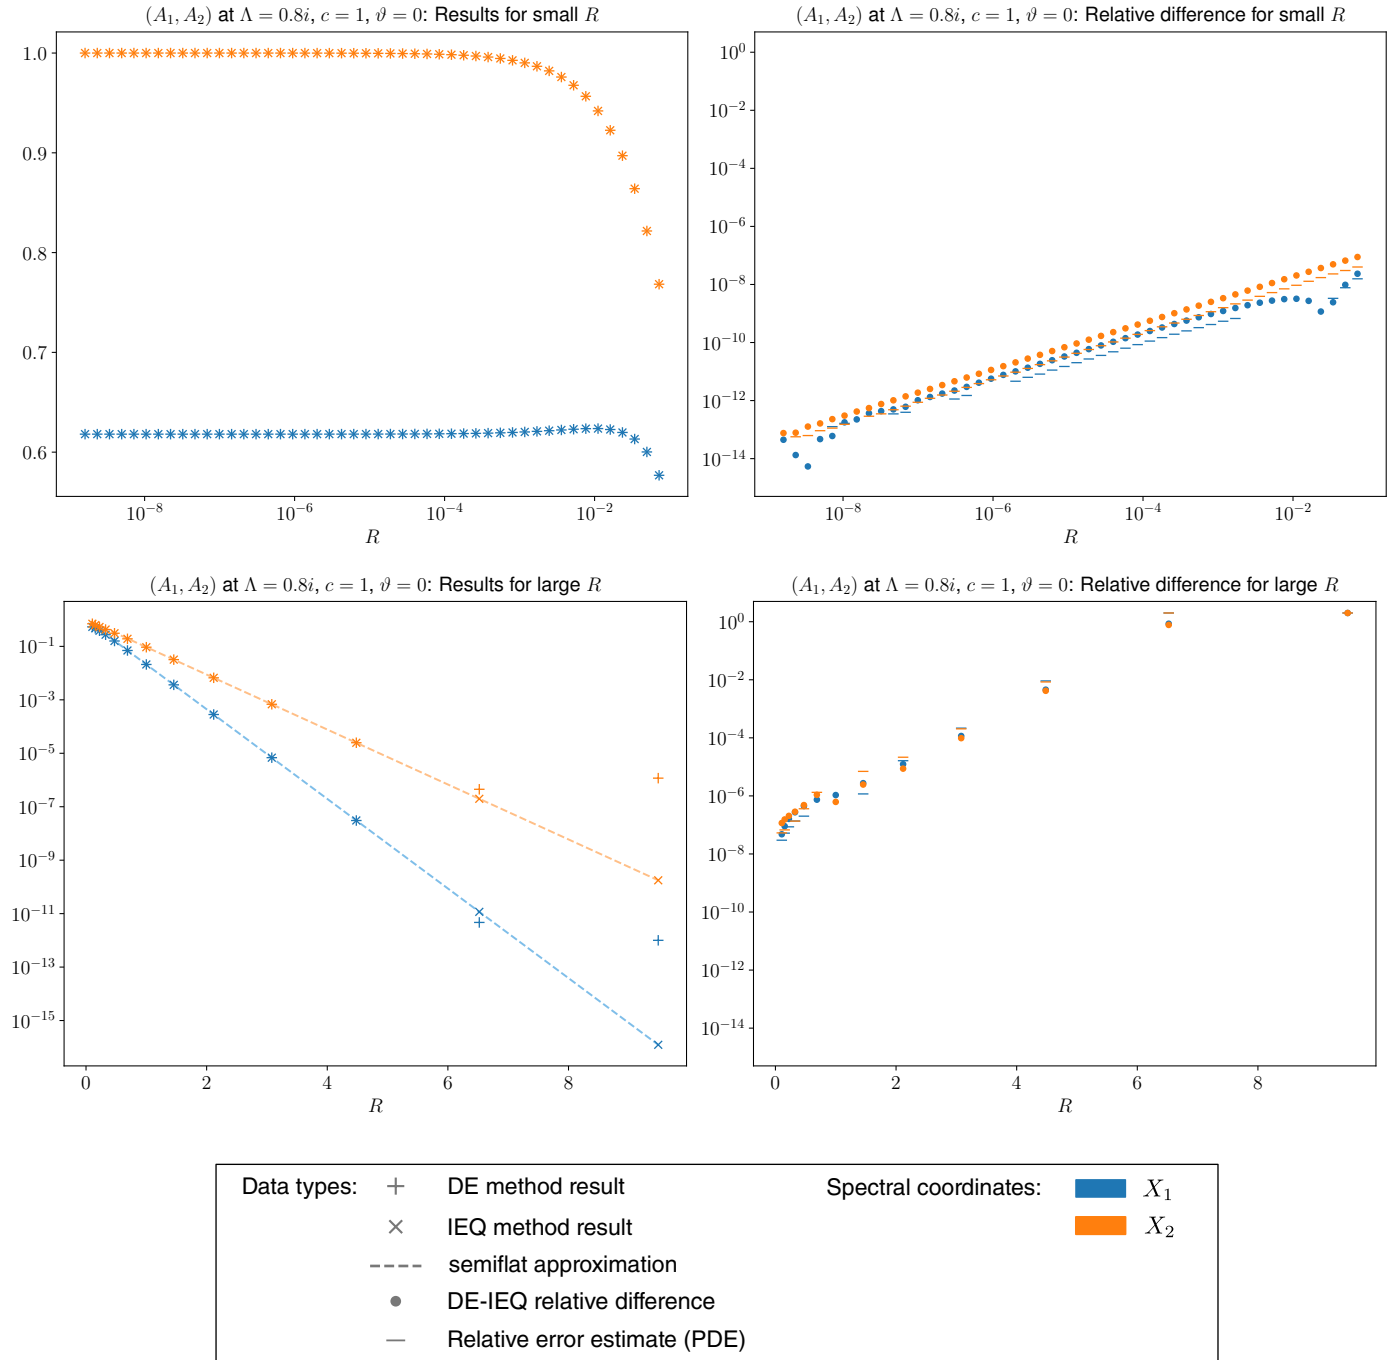 (A₁, A₂) at Λ = 0.8i, c = 1, ϑ = 0: Results for small R
1.0
0.9
0.8
0.7
0.6
10⁻⁸
10⁻⁶
10⁻⁴
10⁻²
R
(A₁, A₂) at Λ = 0.8i, c = 1, ϑ = 0: Relative difference for small R
10⁰
10⁻²
10⁻⁴
10⁻⁶
10⁻⁸
10⁻¹⁰
10⁻¹²
10⁻¹⁴
10⁻⁸
10⁻⁶
10⁻⁴
10⁻²
R
(A₁, A₂) at Λ = 0.8i, c = 1, ϑ = 0: Results for large R
10⁻¹
10⁻³
10⁻⁵
10⁻⁷
10⁻⁹
10⁻¹¹
10⁻¹³
10⁻¹⁵
0
2
4
6
8
R
(A₁, A₂) at Λ = 0.8i, c = 1, ϑ = 0: Relative difference for large R
10⁰
10⁻²
10⁻⁴
10⁻⁶
10⁻⁸
10⁻¹⁰
10⁻¹²
10⁻¹⁴
0
2
4
6
8
R
Data types:
DE method result
IEQ method result
semiflat approximation
DE-IEQ relative difference
Relative error estimate (PDE)
Spectral coordinates:
X₁
X₂